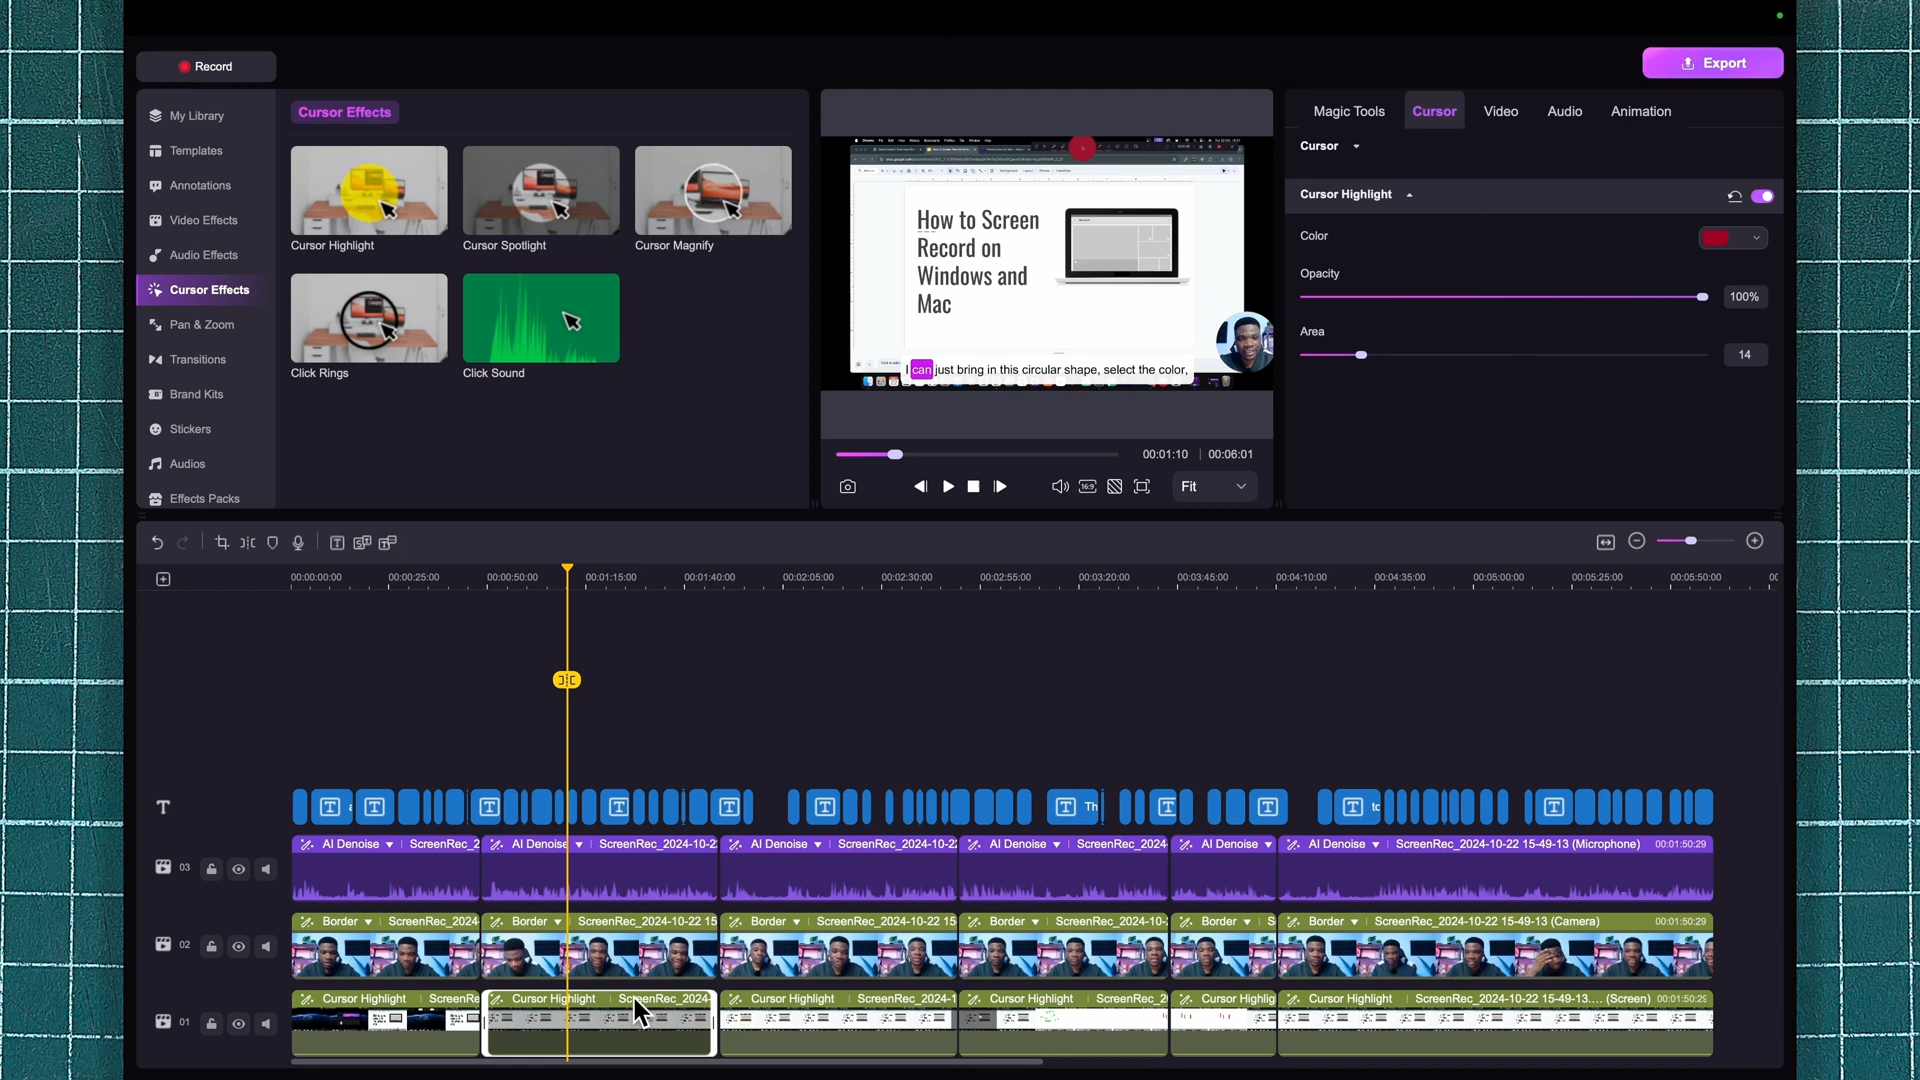 Record
Export
My Library
Templates
Annotations
Video Effects
Audio Effects
Cursor Effects
Pan & Zoom
Transitions
Brand Kits
Stickers
Audios
Effects Packs
Cursor Effects
Cursor Highlight
Cursor Spotlight
Cursor Magnify
Click Rings
Click Sound
How to Screen
Record on
Windows and
Mac
I can just bring in this circular shape, select the color,
00:01:10 | 00:06:01
16:9
Fit
Magic Tools
Cursor
Video
Audio
Animation
Cursor
Cursor Highlight
Color
Opacity
100%
Area
14
00:00:00:00
00:00:25:00
00:00:50:00
00:01:15:00
00:01:40:00
00:02:05:00
00:02:30:00
00:02:55:00
00:03:20:00
00:03:45:00
00:04:10:00
00:04:35:00
00:05:00:00
00:05:25:00
00:05:50:00
Th
03
AI Denoise | ScreenRec_2
AI Denoise | ScreenRec_2024-10-22
AI Denoise | ScreenRec_2024-10-22
AI Denoise | ScreenRec_2024-
AI Denoise
AI Denoise | ScreenRec_2024-10-22 15-49-13 (Microphone) 00:01:50:29
02
Border | ScreenRec_2024
Border | ScreenRec_2024-10-22 15
Border | ScreenRec_2024-10-22 15
Border | ScreenRec_2024-10-
Border | S
Border | ScreenRec_2024-10-22 15-49-13 (Camera) 00:01:50:29
01
Cursor Highlight | ScreenRe
Cursor Highlight | ScreenRec_2024-
Cursor Highlight | ScreenRec_2024-1
Cursor Highlight | ScreenRec_2
Cursor Highlig
Cursor Highlight | ScreenRec_2024-10-22 15-49-13.... (Screen) 00:01:50:29